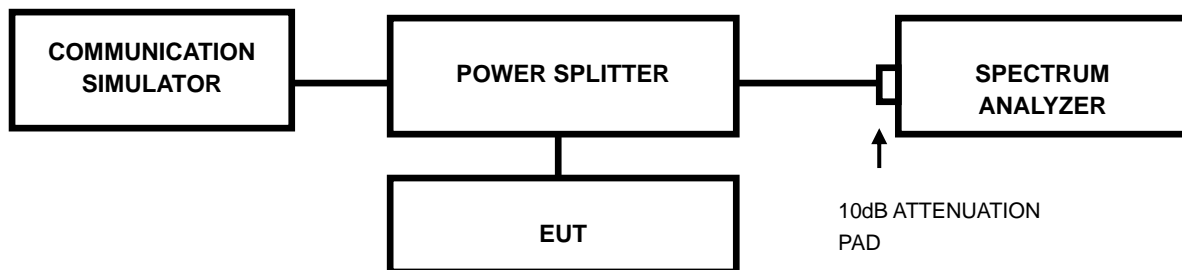 COMMUNICATION
SIMULATOR
POWER SPLITTER
SPECTRUM
ANALYZER
EUT
10dB ATTENUATION
PAD